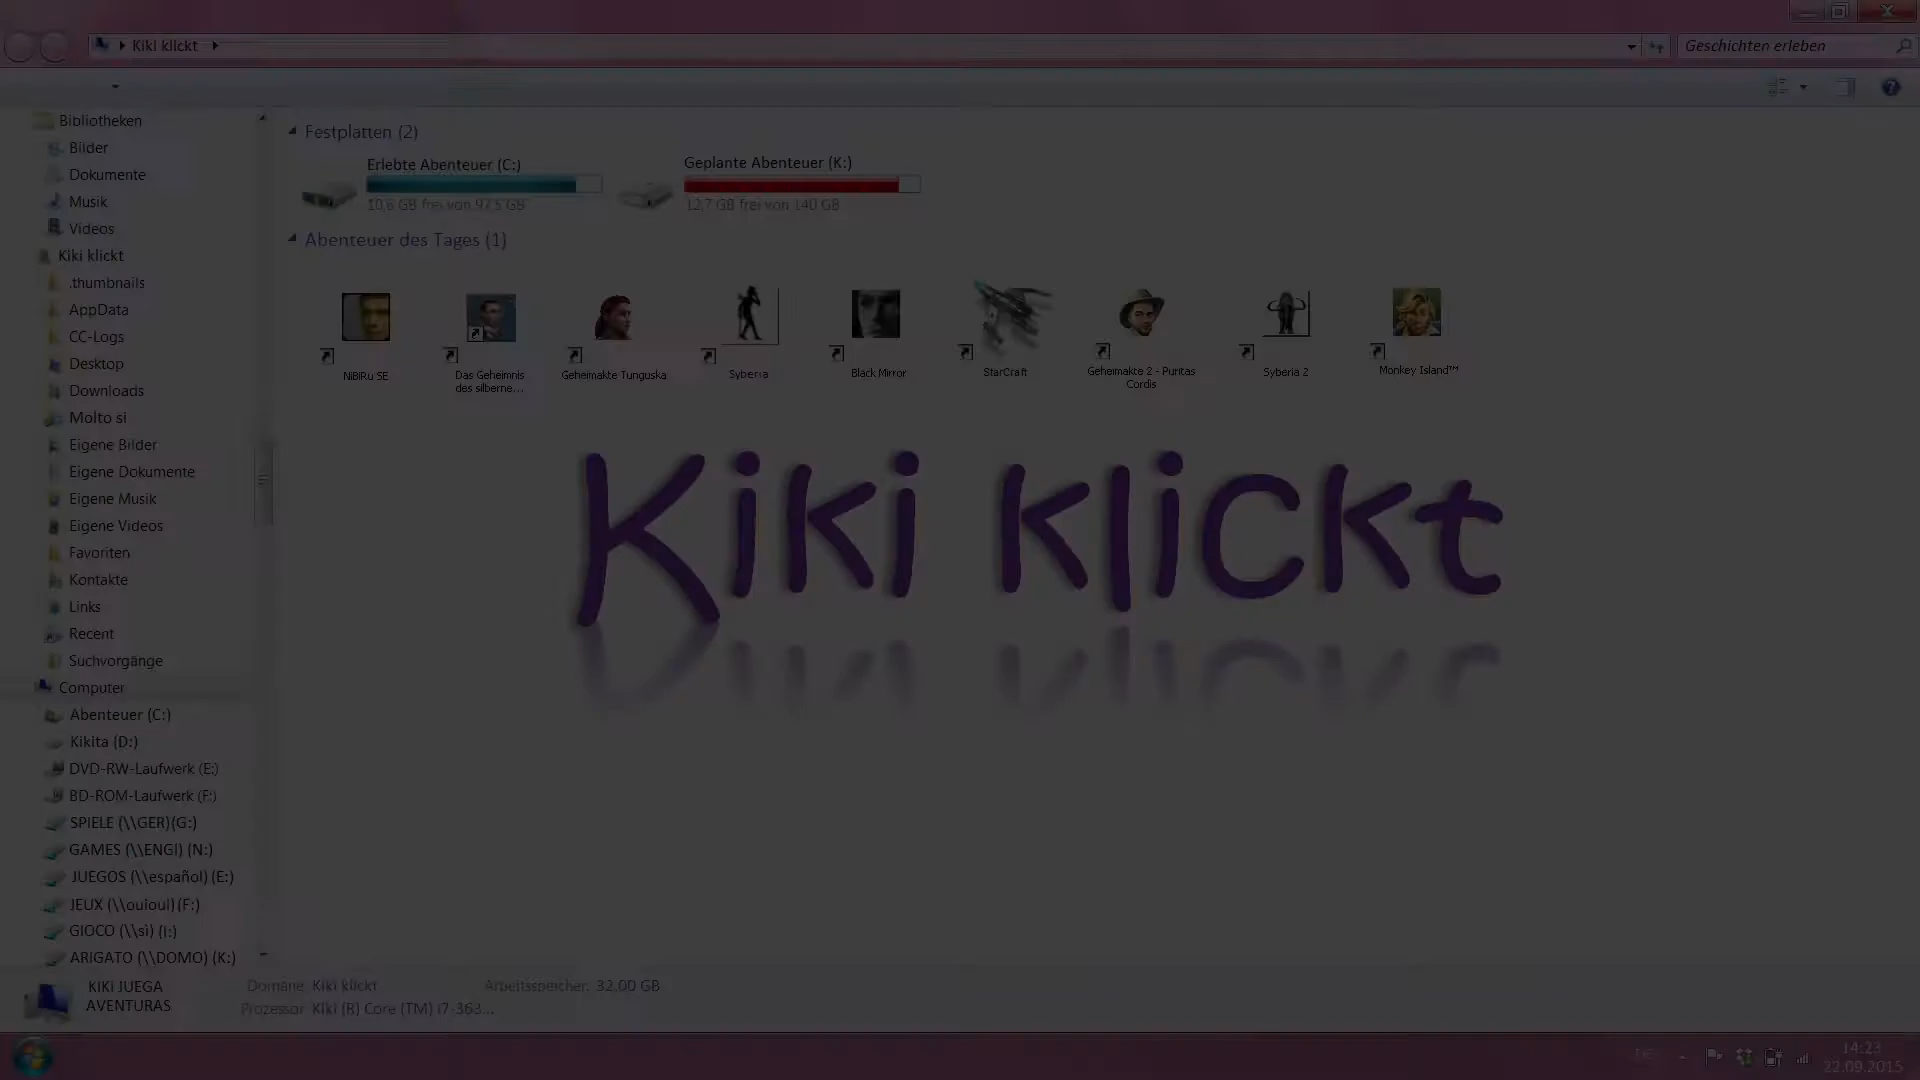 Kiki klickt
Geschichten erleben
Bibliotheken
Bilder
Dokumente
Musik
Videos
Kiki klickt
.thumbnails
AppData
CC-Logs
Desktop
Downloads
Molto si
Eigene Bilder
Eigene Dokumente
Eigene Musik
Eigene Videos
Favoriten
Kontakte
Links
Recent
Suchvorgänge
Computer
Abenteuer (C:)
Kikita (D:)
DVD-RW-Laufwerk (E:)
BD-ROM-Laufwerk (F:)
SPIELE (\\GER)(G:)
GAMES (\\ENGl) (N:)
JUEGOS (\\español) (E:)
JEUX (\\ouioui)(F:)
GIOCO (\\sì) (I:)
ARIGATO (\\DOMO) (K:)
Festplatten (2)
Erlebte Abenteuer (C:)
10,6 GB frei von 97,5 GB
Geplante Abenteuer (K:)
12,7 GB frei von 140 GB
Abenteuer des Tages (1)
NiBiRu SE
Das Geheimnis
des silberne...
Geheimakte Tunguska
Syberia
Black Mirror
StarCraft
Geheimakte 2 - Puritas
Cordis
Syberia 2
Monkey Island™
Kiki klickt
KIKI JUEGA
AVENTURAS
Domäne: Kiki klickt
Arbeitsspeicher: 32,00 GB
Prozessor: Kiki (R) Core (TM) i7-363...
DE
14:23
22.09.2015